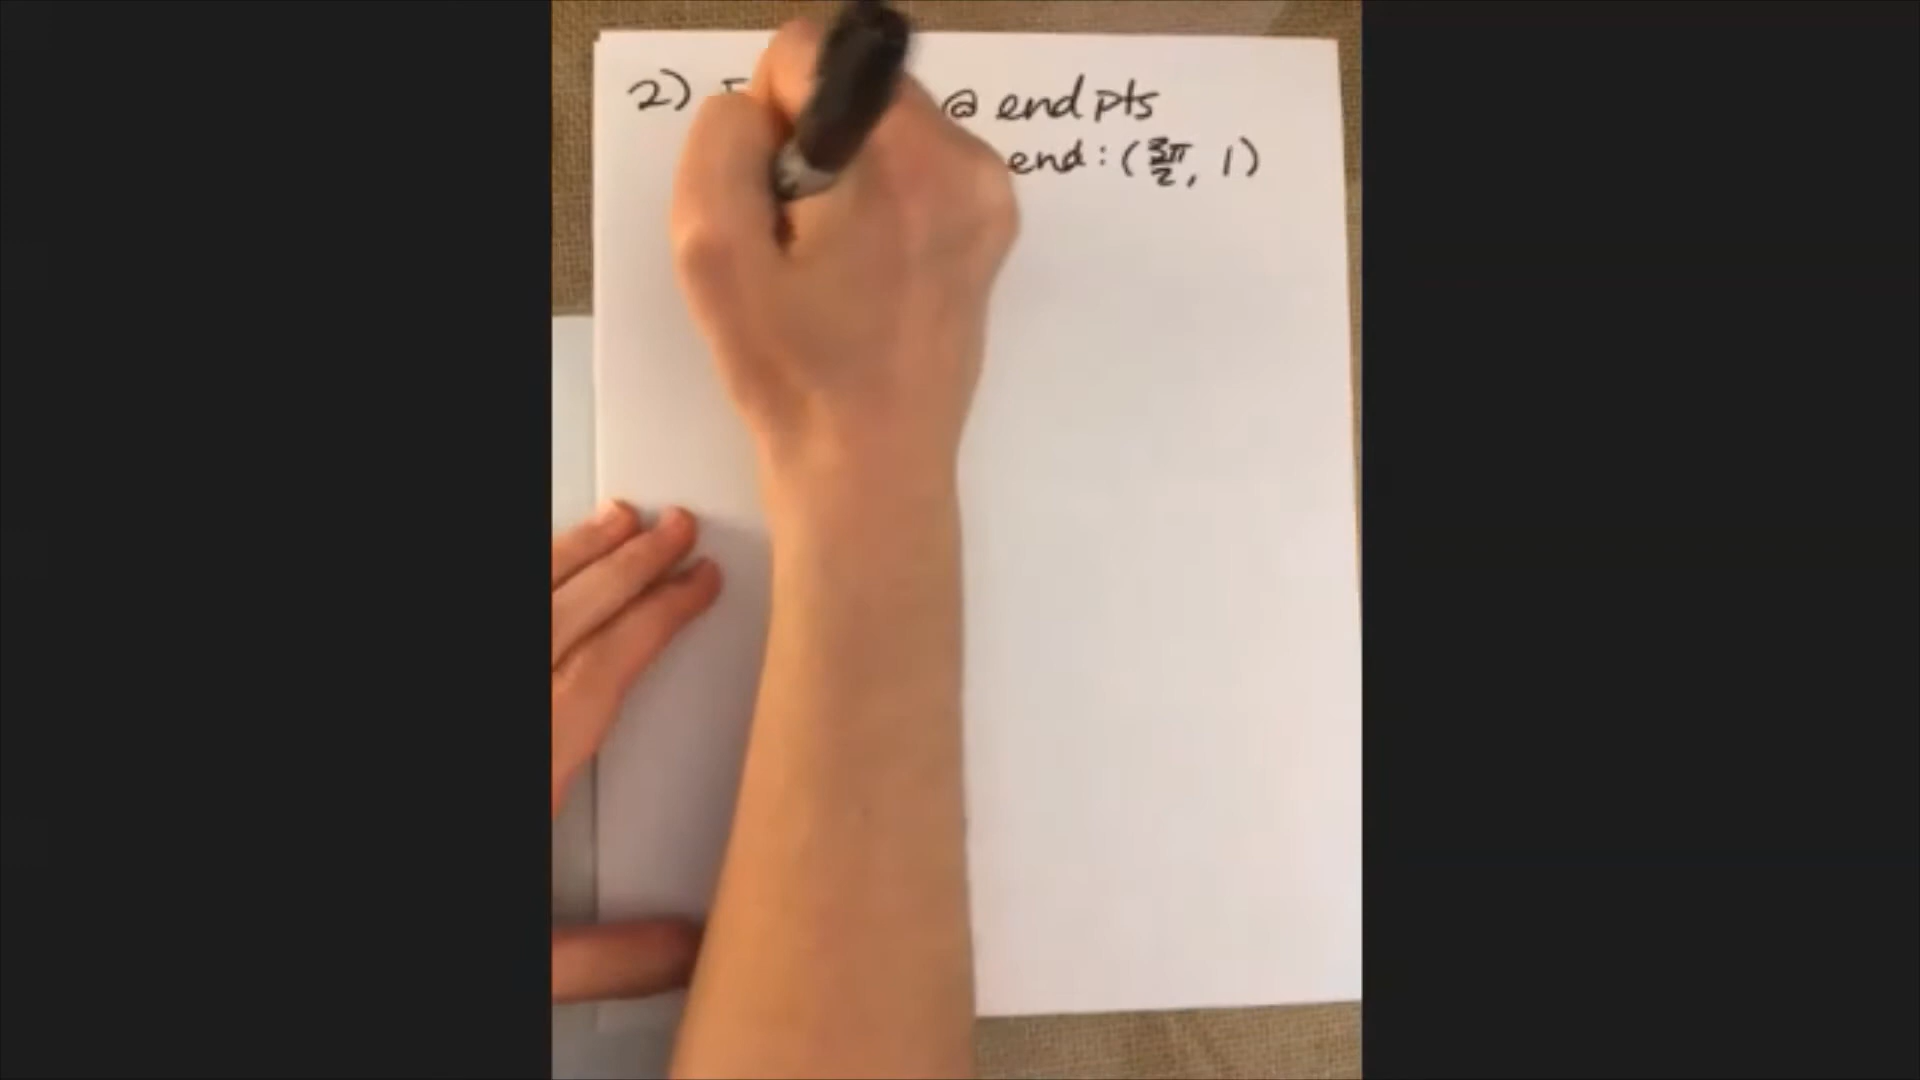 2) @ end pts
end: (3π/2, 1)